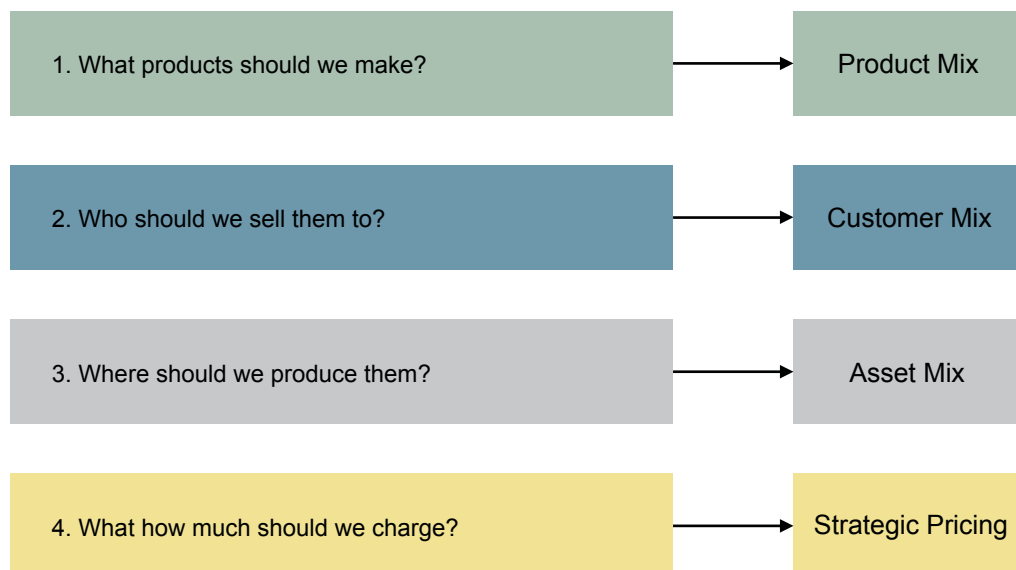 1. What products should we make?
Product Mix
2. Who should we sell them to?
Customer Mix
3. Where should we produce them?
Asset Mix
4. What how much should we charge?
Strategic Pricing